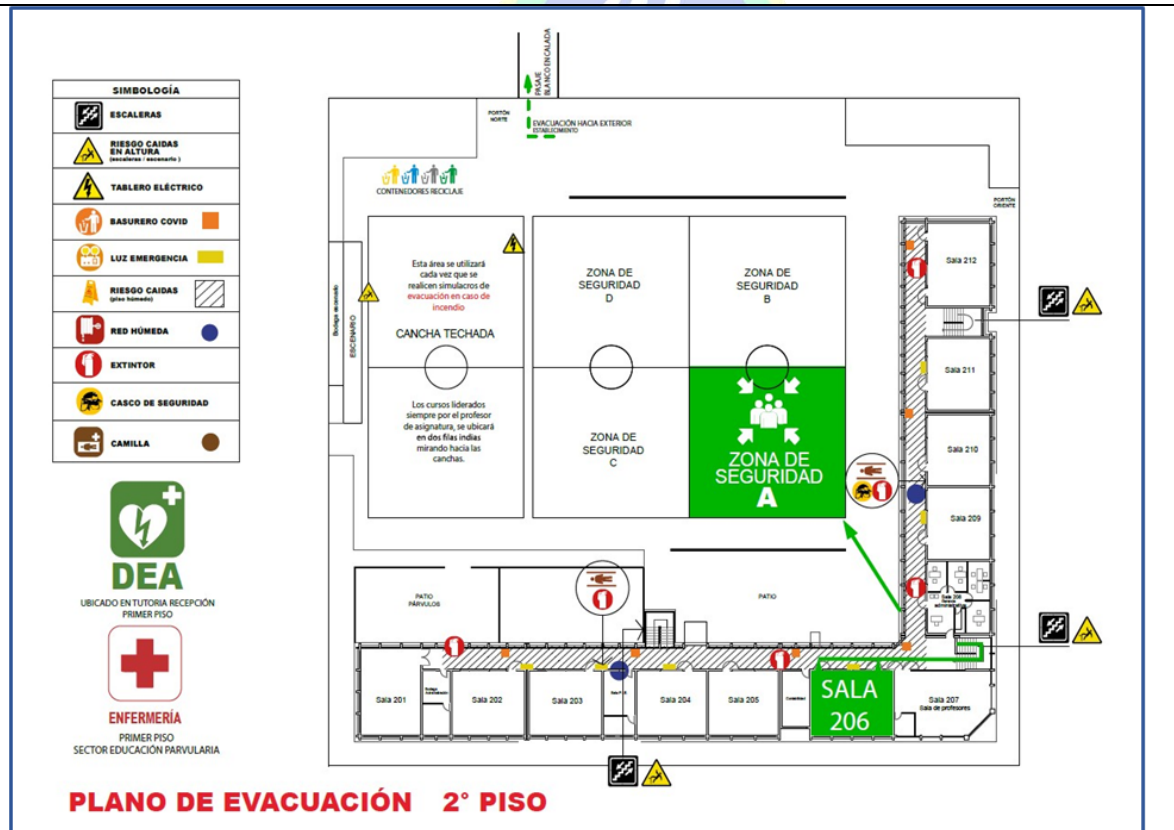 SIMBOLOGÍA
ESCALERAS
RIESGO CAIDAS
EN ALTURA
(escaleras / escenario )
TABLERO ELÉCTRICO
BASURERO COVID
LUZ EMERGENCIA
RIESGO CAIDAS
(piso húmedo)
RED HÚMEDA
EXTINTOR
CASCO DE SEGURIDAD
CAMILLA
DEA
UBICADO EN TUTORIA RECEPCIÓN
PRIMER PISO
ENFERMERÍA
PRIMER PISO
SECTOR EDUCACIÓN PARVULARIA
PASAJE
BLANCO ENCALADA
PORTÓN
NORTE
EVACUACIÓN HACIA EXTERIOR
ESTABLECIMIENTO
CONTENEDORES RECICLAJE
PORTÓN
ORIENTE
Bodega escenario
ESCENARIO
Esta área se utilizará
cada vez que se
realicen simulacros de
evacuación en caso de
incendio
CANCHA TECHADA
Los cursos liderados
siempre por el profesor
de asignatura, se ubicará
en dos filas indias
mirando hacia las
canchas.
ZONA DE
SEGURIDAD
D
ZONA DE
SEGURIDAD
B
ZONA DE
SEGURIDAD
C
ZONA DE
SEGURIDAD
A
Sala 212
Sala 211
Sala 210
Sala 209
Sala 208
PATIO
PÁRVULOS
PATIO
Sala 201
Sala 202
Sala 203
Sala 204
Sala 205
Contabilidad
SALA
206
Sala 207
Sala de profesores
PLANO DE EVACUACIÓN 2° PISO